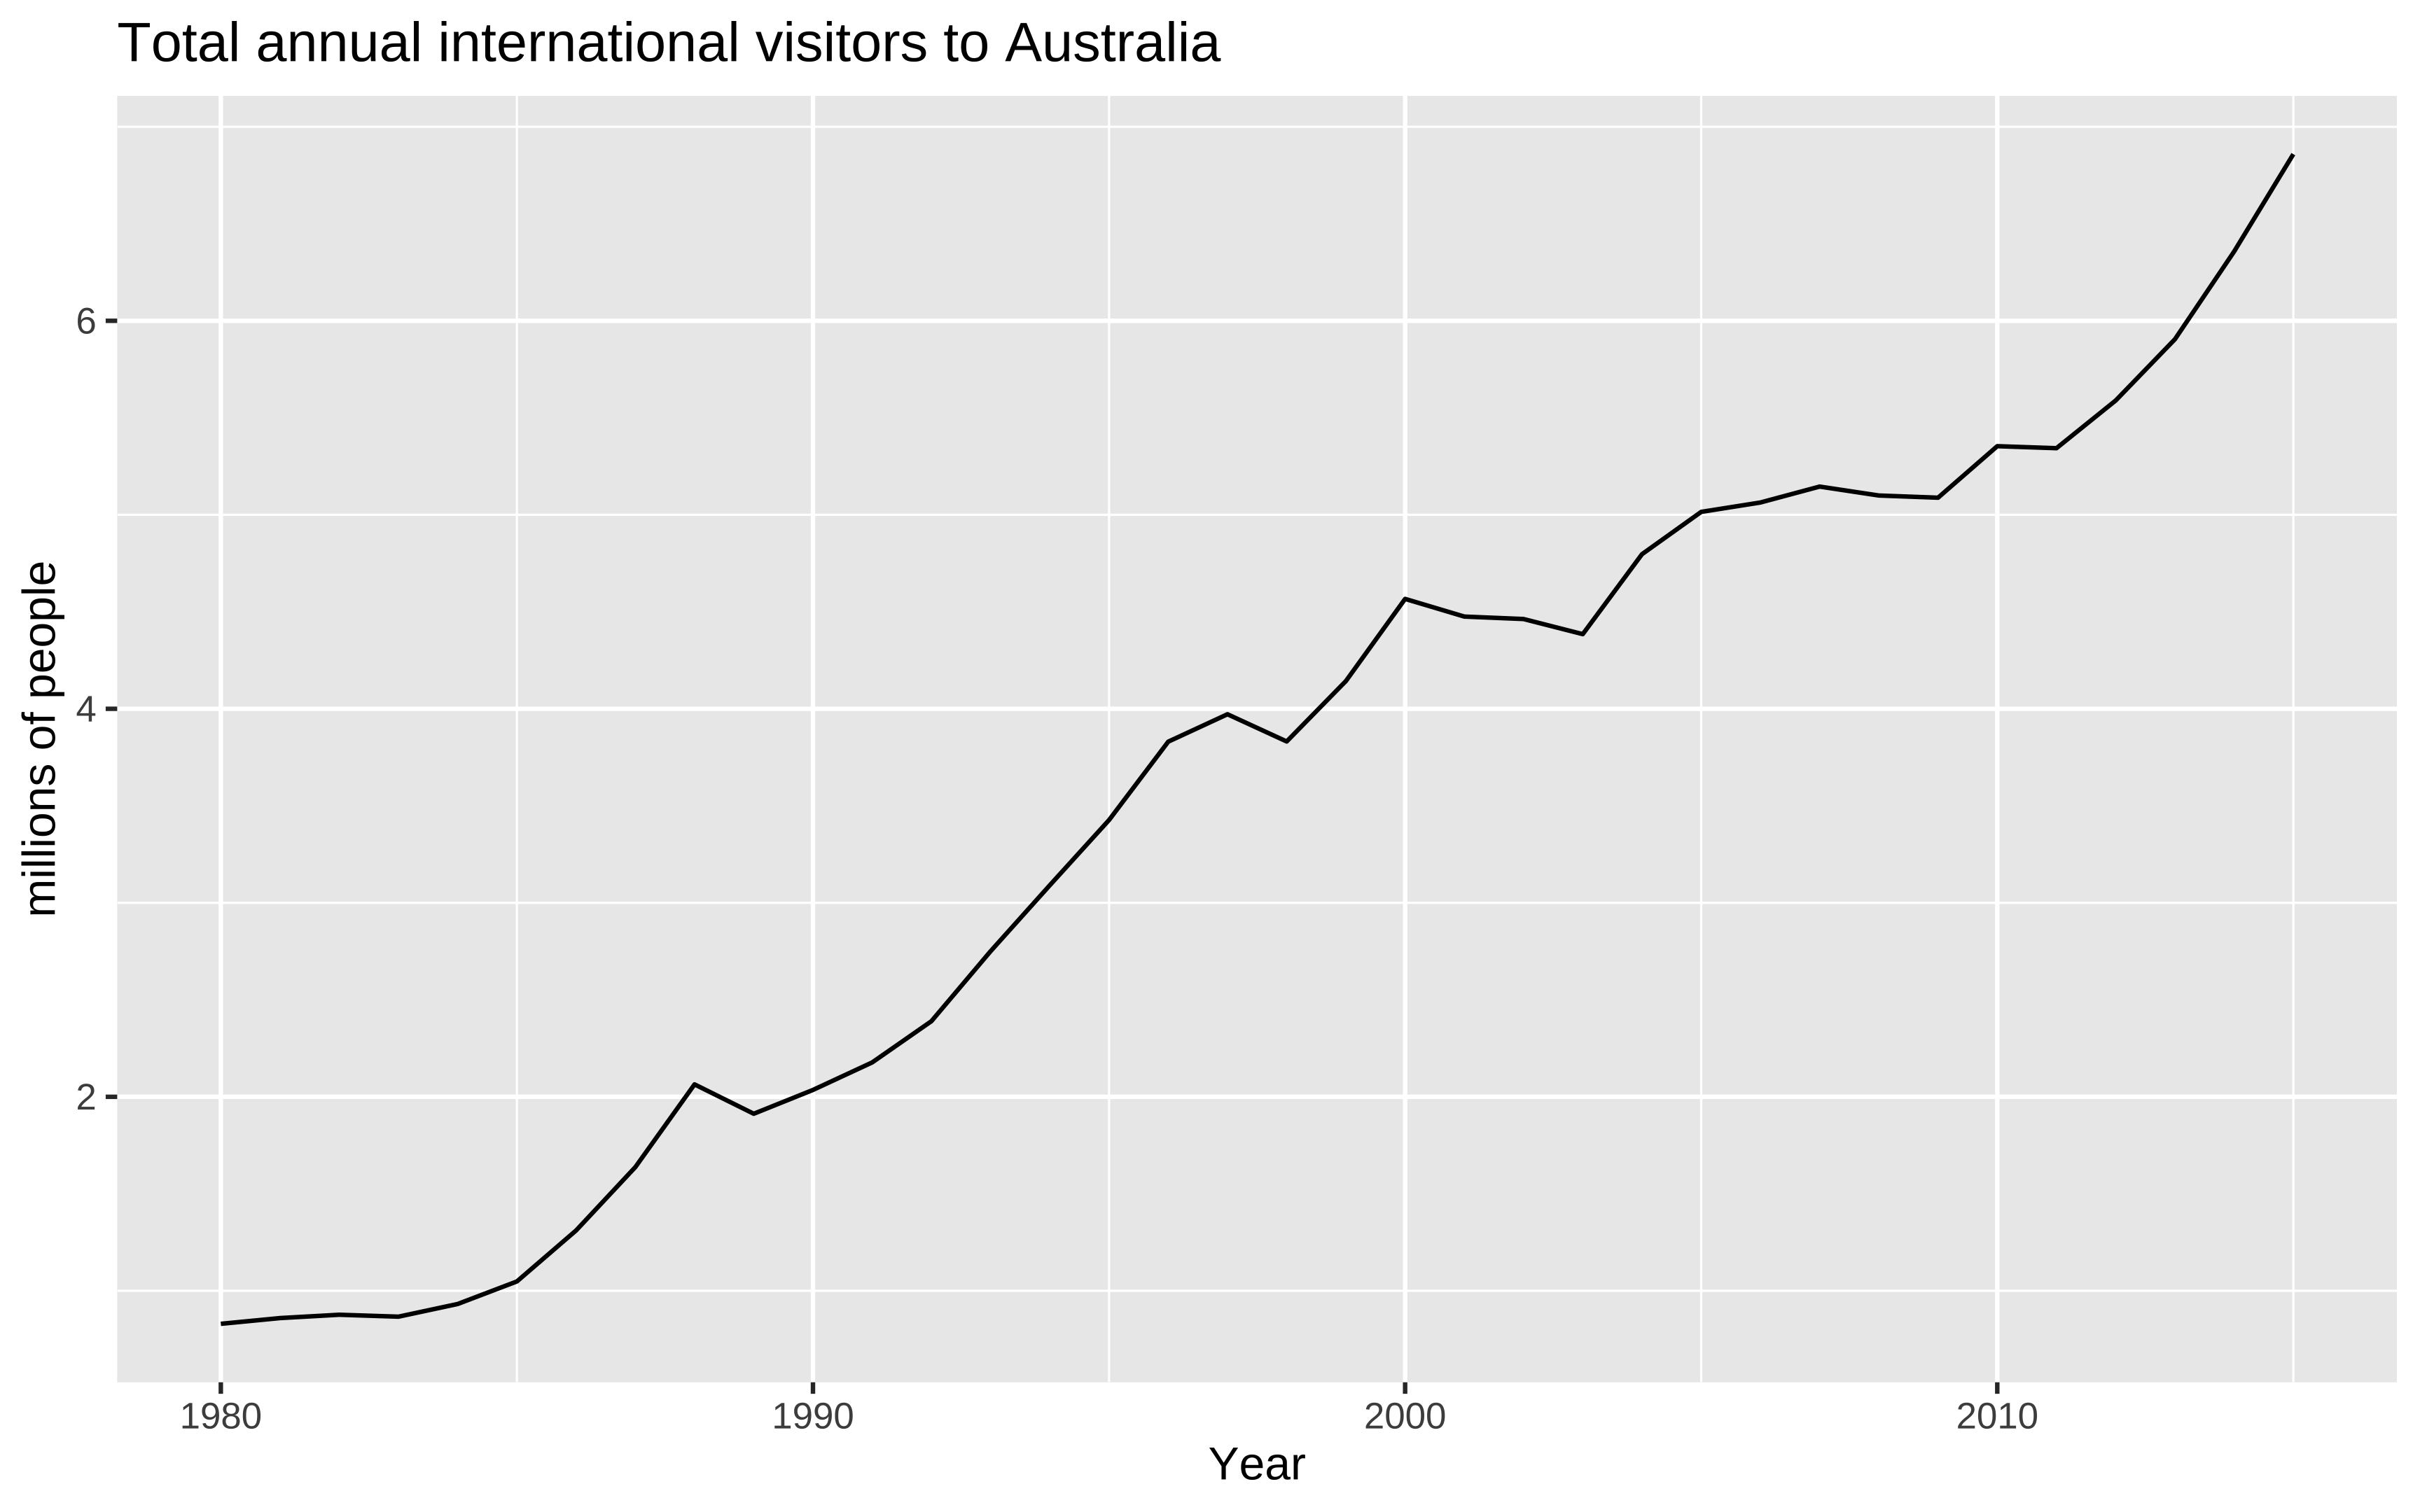 Total annual international visitors to Australia
millions of people
6
4
2
1980
1990
2000
2010
Year